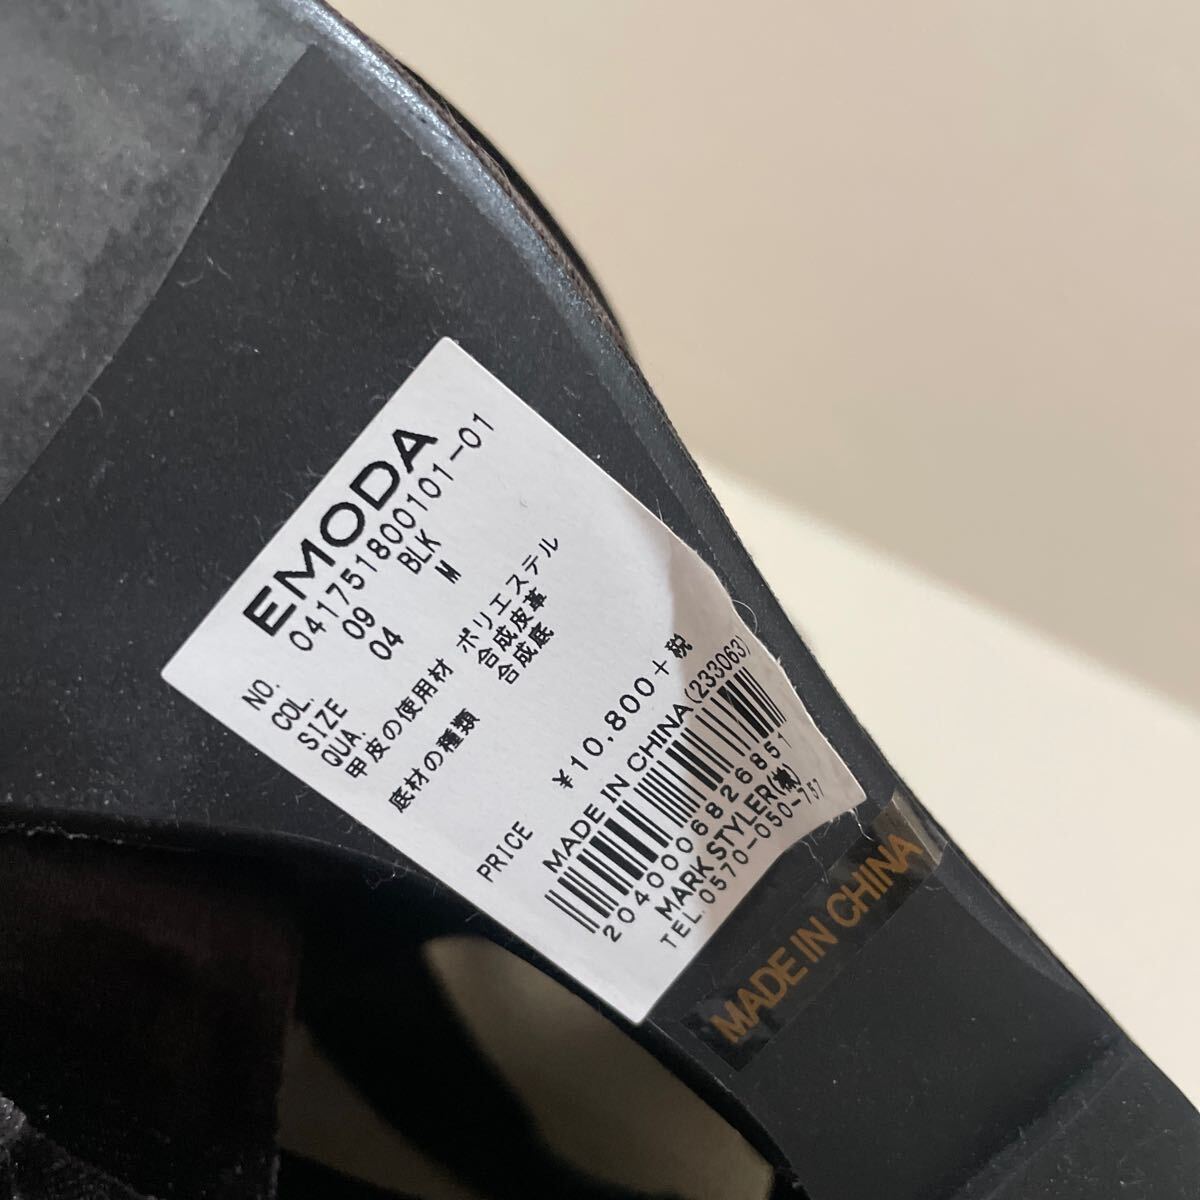 EMODA
NO. 041751800101-01
COL. 09 BLK
SIZE 04 M
QUA.
甲皮の使用材 ポリエステル
合成皮革
底材の種類 合成底
PRICE ¥10,800+税
MADE IN CHINA(233063)
2040006826851
MARK STYLER(株)
TEL.0570-050-757
MADE IN CHINA